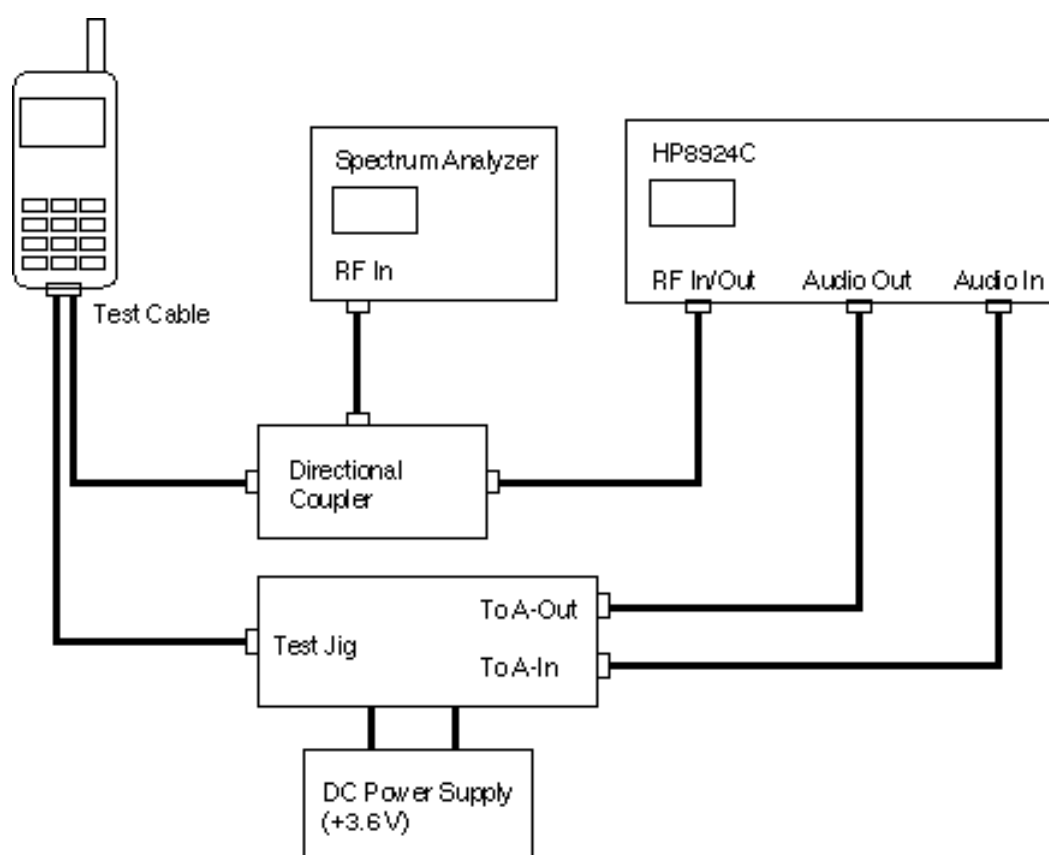 Spectrum Analyzer
RF In
HP8924C
RF In/Out
Audio Out
Audio In
Test Cable
Directional
Coupler
Test Jig
To A-Out
To A-In
DC Power Supply
(+3.6V)